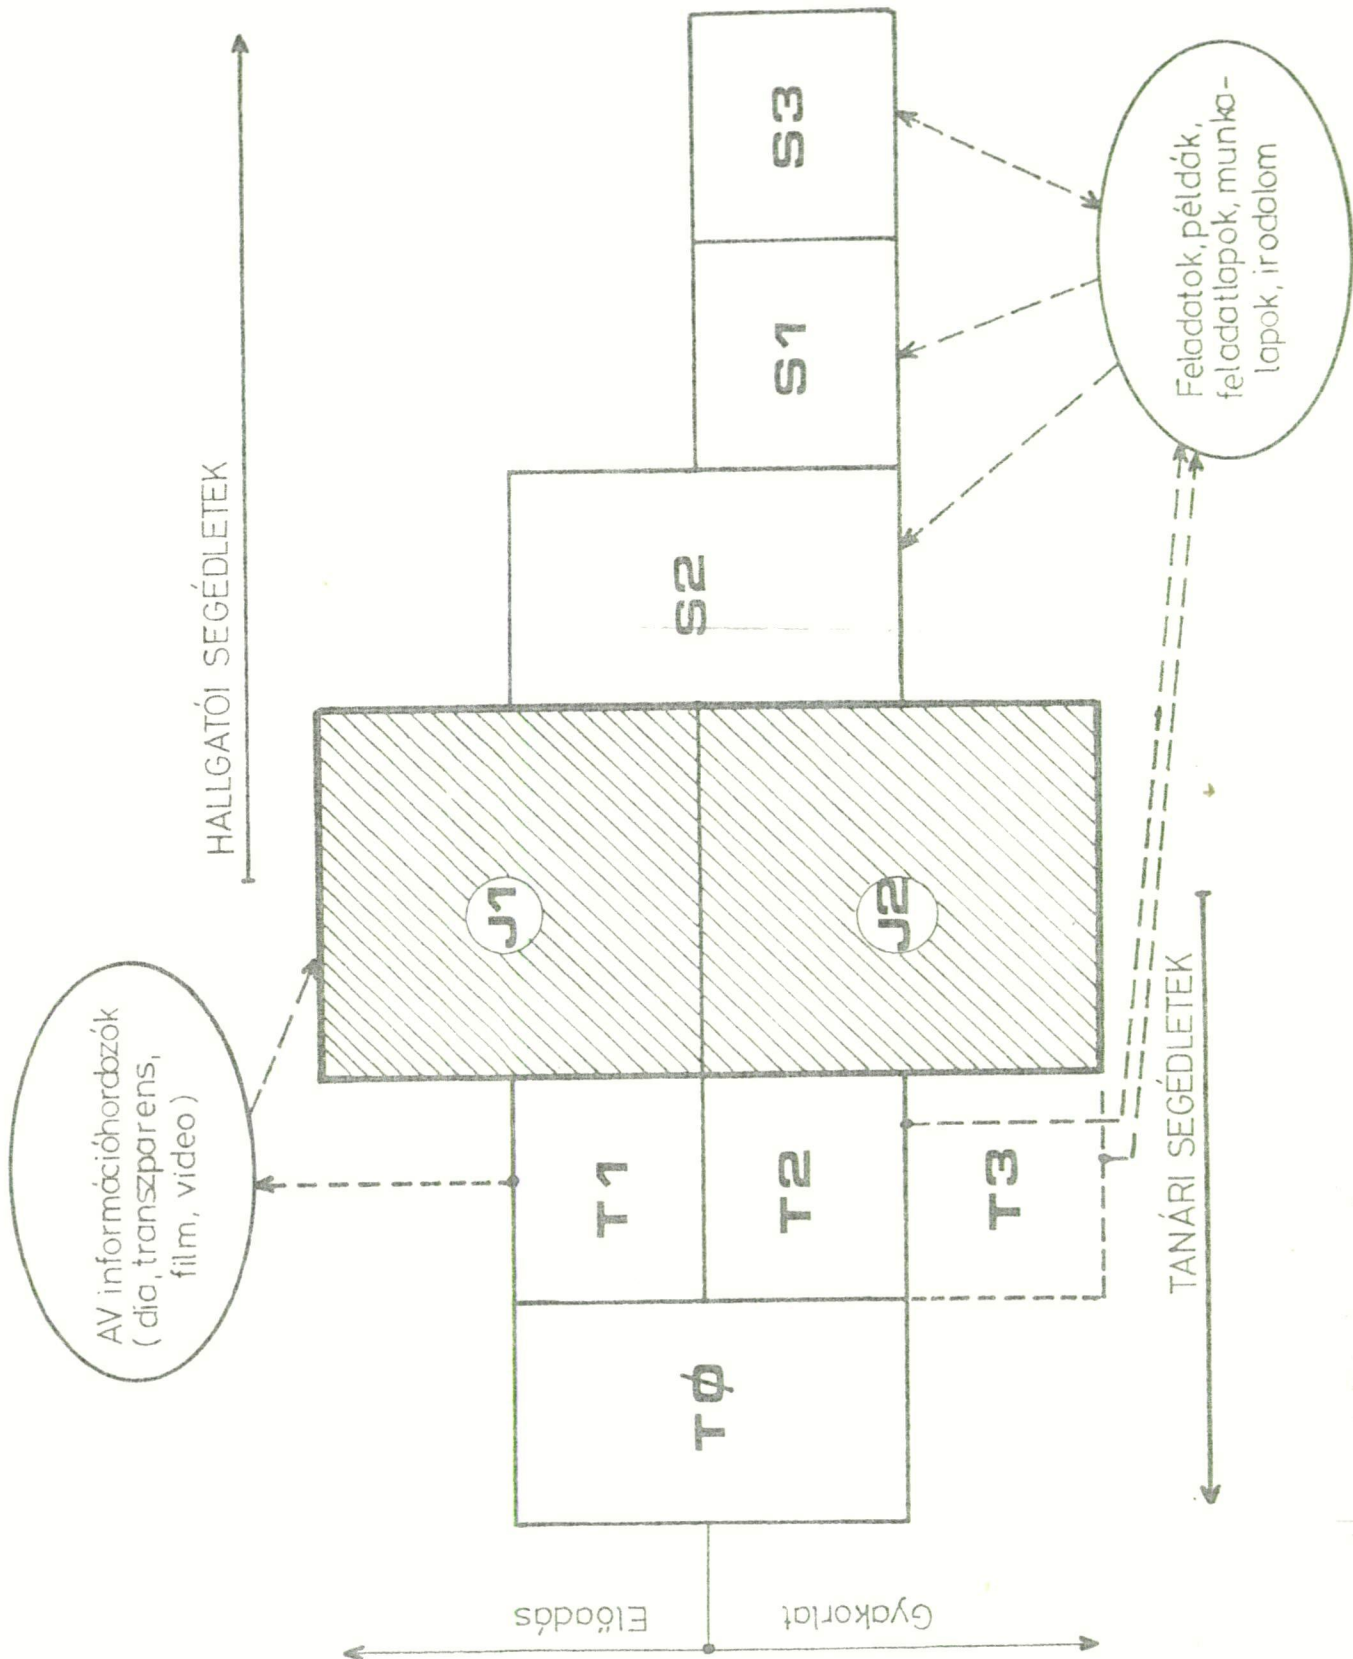 HALLGATÓI SEGÉDLETEK
AV információhordozók
(dia, transzparens,
film, video)
J1
J2
T1
T2
T3
TØ
S2
S1
S3
Feladatok, példák,
feladatlapok, munka-
lapok, irodalom
TANÁRI SEGÉDLETEK
Előadás
Gyakorlat